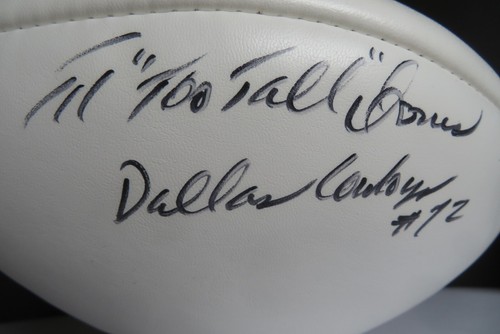 Ed "Too Tall" Jones
Dallas Cowboys
#72